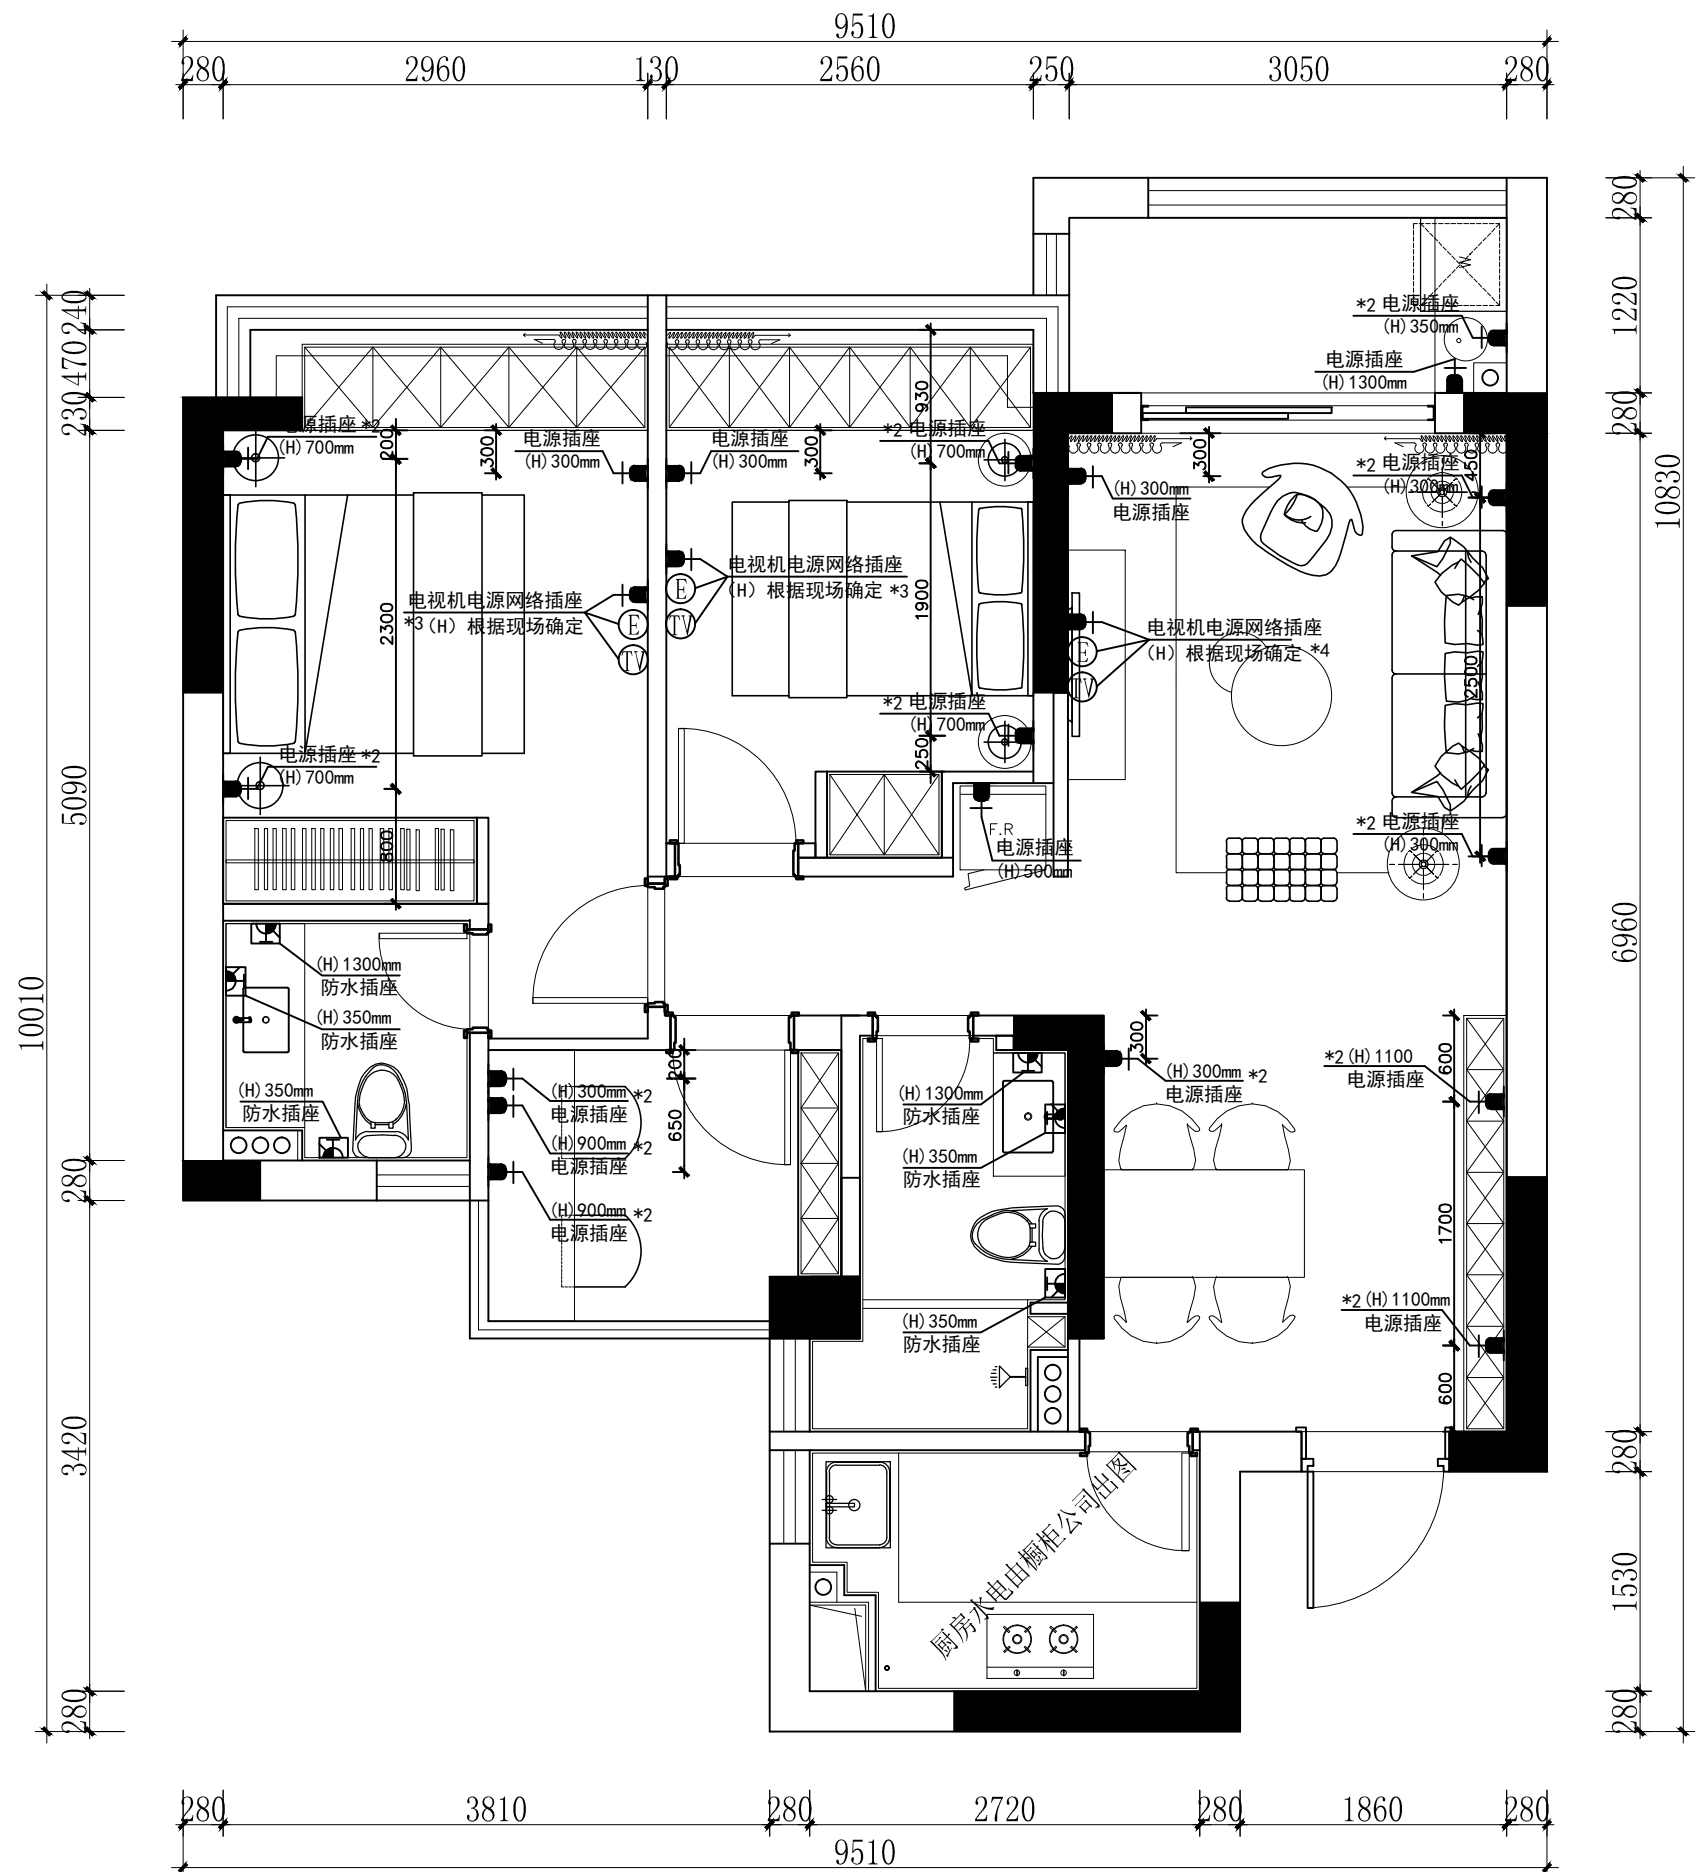 9510
280
2960
130
2560
250
3050
280
280
1220
280
6960
280
1530
280
10830
240
470
230
5090
280
3420
280
10010
W
*2 电源插座
(H)350mm
电源插座
(H)1300mm
电源插座 *2
(H)700mm
200
300
电源插座
(H)300mm
电源插座
(H)300mm
300
930
*2 电源插座
(H)700mm
300
(H)300mm
电源插座
*2 电源插座
(H)300mm
450
电视机电源网络插座
*3 (H) 根据现场确定
E
TV
2300
电视机电源网络插座
(H) 根据现场确定 *3
E
TV
1900
电视机电源网络插座
(H) 根据现场确定 *4
E
TV
2500
*2 电源插座
(H)700mm
250
电源插座 *2
(H)700mm
800
F.R
电源插座
(H)500mm
*2 电源插座
(H)300mm
(H)1300mm
防水插座
(H)350mm
防水插座
(H)350mm
防水插座
200
650
(H)300mm *2
电源插座
(H)900mm *2
电源插座
(H)900mm *2
电源插座
(H)1300mm
防水插座
(H)350mm
防水插座
(H)350mm
防水插座
300
(H)300mm *2
电源插座
*2 (H)1100
电源插座
600
1700
600
*2 (H)1100mm
电源插座
厨房水电由橱柜公司出图
280
3810
280
2720
280
1860
280
9510